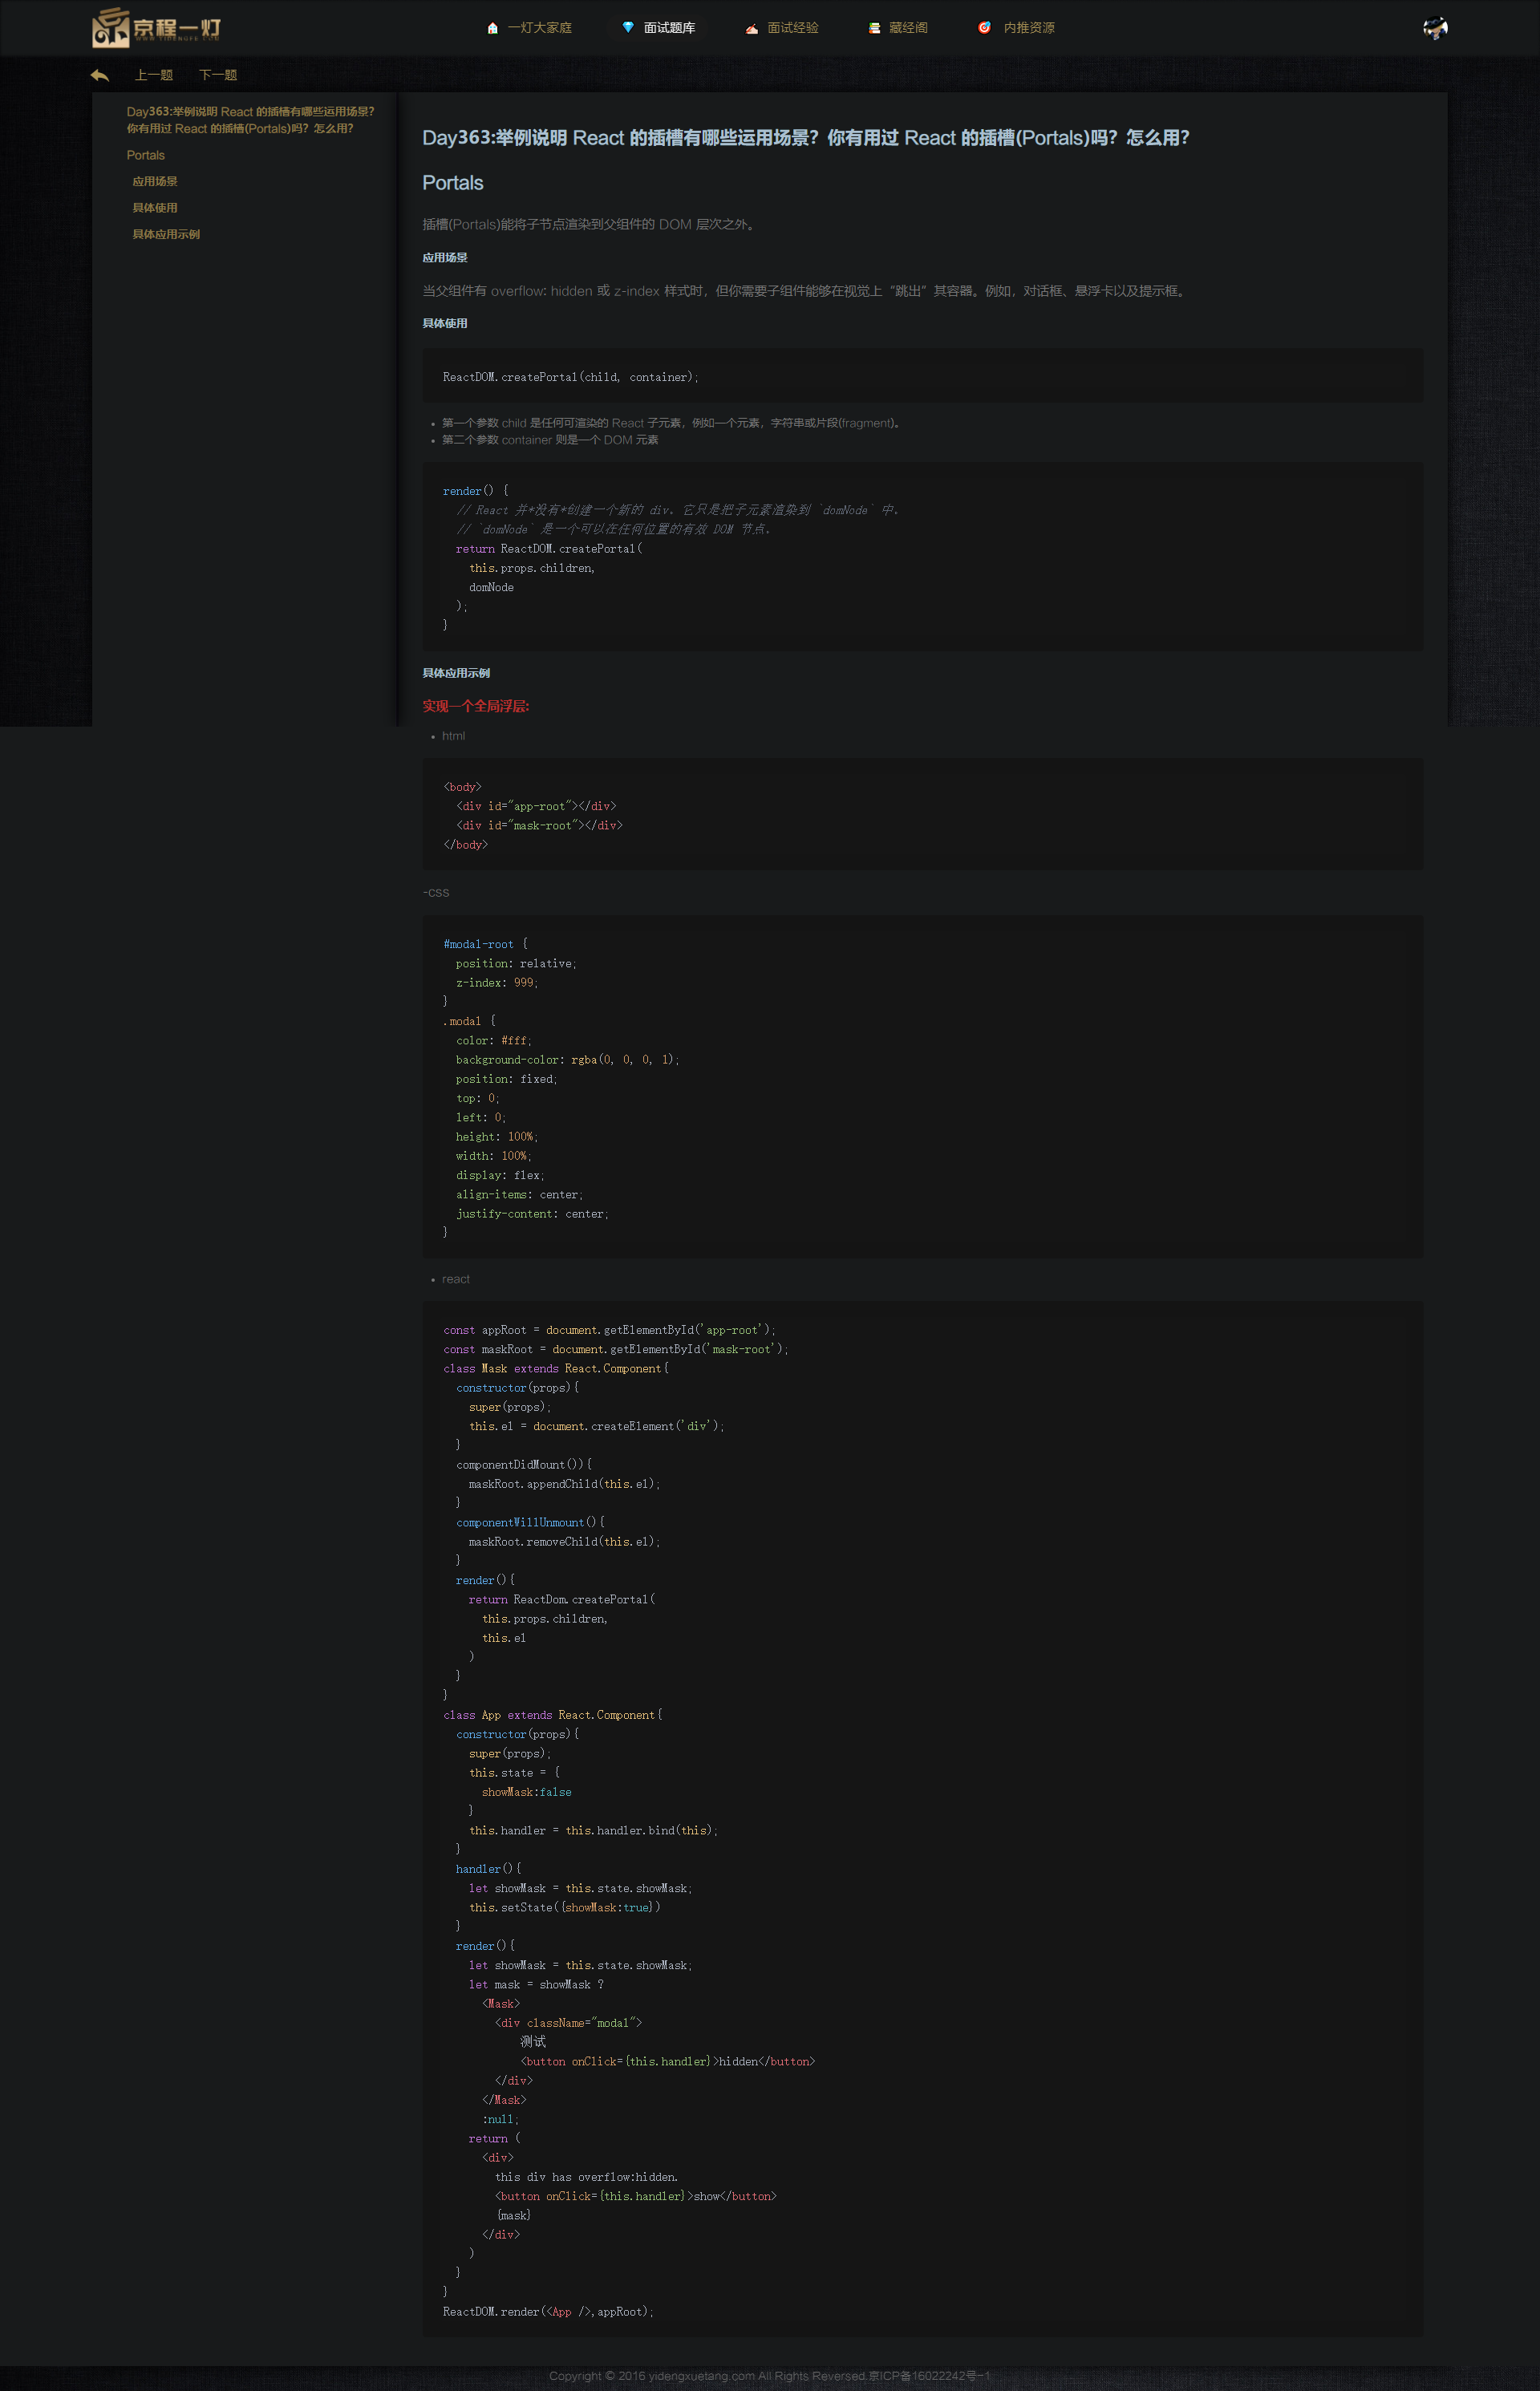 京程一灯
WWW.YIDENGFE.COM
一灯大家庭
面试题库
面试经验
藏经阁
内推资源
上一题
下一题
Day363:举例说明 React 的插槽有哪些运用场景？
你有用过 React 的插槽(Portals)吗？怎么用？
Portals
应用场景
具体使用
具体应用示例
Day363:举例说明 React 的插槽有哪些运用场景？你有用过 React 的插槽(Portals)吗？怎么用？
Portals
插槽(Portals)能将子节点渲染到父组件的 DOM 层次之外。
应用场景
当父组件有 overflow: hidden 或 z-index 样式时，但你需要子组件能够在视觉上“跳出”其容器。例如，对话框、悬浮卡以及提示框。
具体使用
ReactDOM.createPortal(child, container);
• 第一个参数 child 是任何可渲染的 React 子元素，例如一个元素，字符串或片段(fragment)。
• 第二个参数 container 则是一个 DOM 元素
render() {
// React 并*没有*创建一个新的 div。它只是把子元素渲染到 `domNode` 中。
// `domNode` 是一个可以在任何位置的有效 DOM 节点。
return ReactDOM.createPortal(
this.props.children,
domNode
);
}
具体应用示例
实现一个全局浮层:
• html
<body>
<div id="app-root"></div>
<div id="mask-root"></div>
</body>
-css
#modal-root {
position: relative;
z-index: 999;
}
.modal {
color: #fff;
background-color: rgba(0, 0, 0, 1);
position: fixed;
top: 0;
left: 0;
height: 100%;
width: 100%;
display: flex;
align-items: center;
justify-content: center;
}
• react
const appRoot = document.getElementById('app-root');
const maskRoot = document.getElementById('mask-root');
class Mask extends React.Component{
constructor(props){
super(props);
this.el = document.createElement('div');
}
componentDidMount()){
maskRoot.appendChild(this.el);
}
componentWillUnmount(){
maskRoot.removeChild(this.el);
}
render(){
return ReactDom.createPortal(
this.props.children,
this.el
)
}
}
class App extends React.Component{
constructor(props){
super(props);
this.state = {
showMask:false
}
this.handler = this.handler.bind(this);
}
handler(){
let showMask = this.state.showMask;
this.setState({showMask:true})
}
render(){
let showMask = this.state.showMask;
let mask = showMask ?
<Mask>
<div className="modal">
测试
<button onClick={this.handler}>hidden</button>
</div>
</Mask>
:null;
return (
<div>
this div has overflow:hidden.
<button onClick={this.handler}>show</button>
{mask}
</div>
)
}
}
ReactDOM.render(<App />,appRoot);
Copyright © 2016 yidengxuetang.com All Rights Reversed.京ICP备16022242号-1